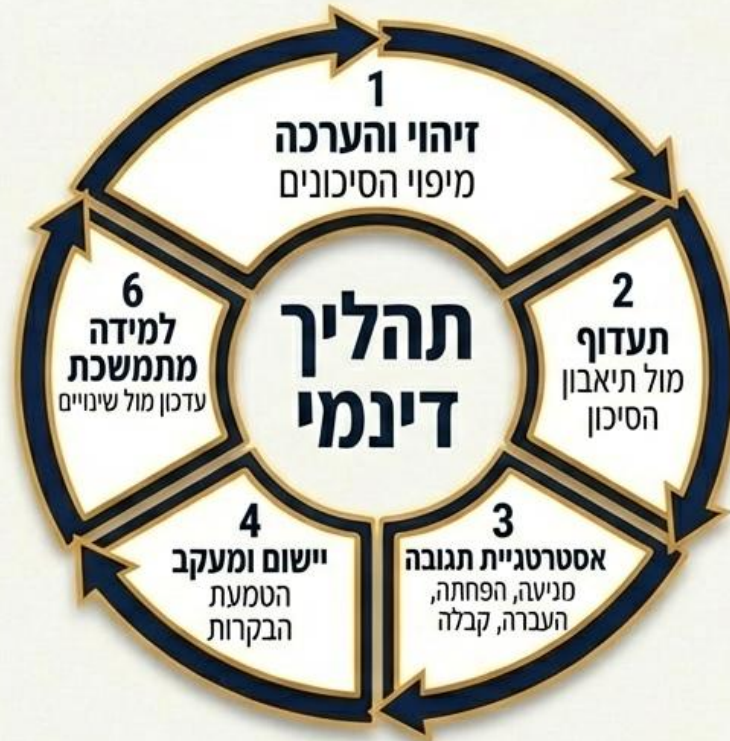 תהליך
דינמי
1
זיהוי והערכה
מיפוי הסיכונים
2
תעדוף
מול תיאבון
הסיכון
3
אסטרטגיית תגובה
מניעה, הפחתה,
העברה, קבלה
4
יישום ומעקב
הטמעת
הבקרות
6
למידה
מתמשכת
עדכון מול שינויים